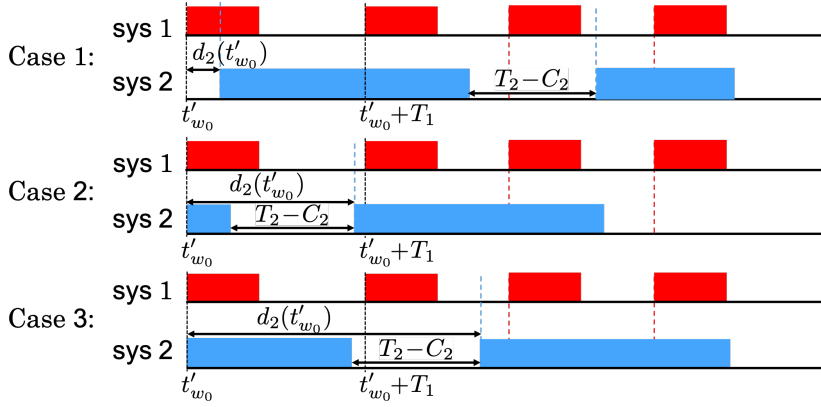 sys 1
Case 1:
d₂(t′w₀)
sys 2
T₂−C₂
t′w₀
t′w₀+T₁
sys 1
Case 2:
d₂(t′w₀)
sys 2
T₂−C₂
t′w₀
t′w₀+T₁
sys 1
Case 3:
d₂(t′w₀)
sys 2
T₂−C₂
t′w₀
t′w₀+T₁